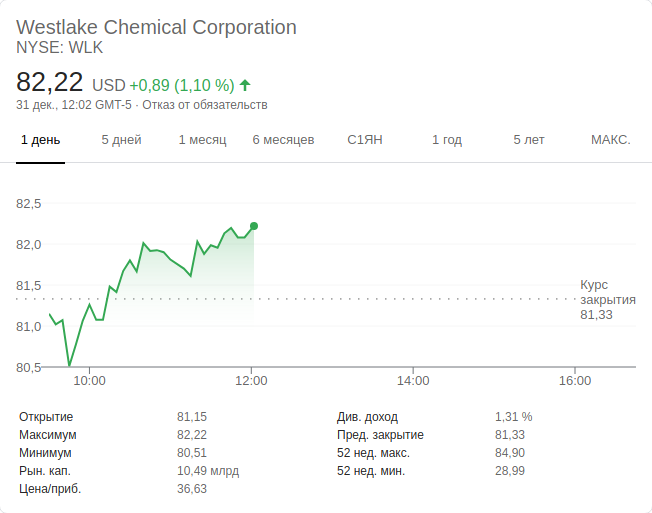 Westlake Chemical Corporation
NYSE: WLK
82,22 USD +0,89 (1,10 %)
31 дек., 12:02 GMT-5 · Отказ от обязательств
1 день 5 дней 1 месяц 6 месяцев С1ЯН 1 год 5 лет МАКС.
82,5
82,0
81,5
81,0
80,5
Курс
закрытия
81,33
10:00 12:00 14:00 16:00
Открытие 81,15 Див. доход 1,31 %
Максимум 82,22 Пред. закрытие 81,33
Минимум 80,51 52 нед. макс. 84,90
Рын. кап. 10,49 млрд 52 нед. мин. 28,99
Цена/приб. 36,63